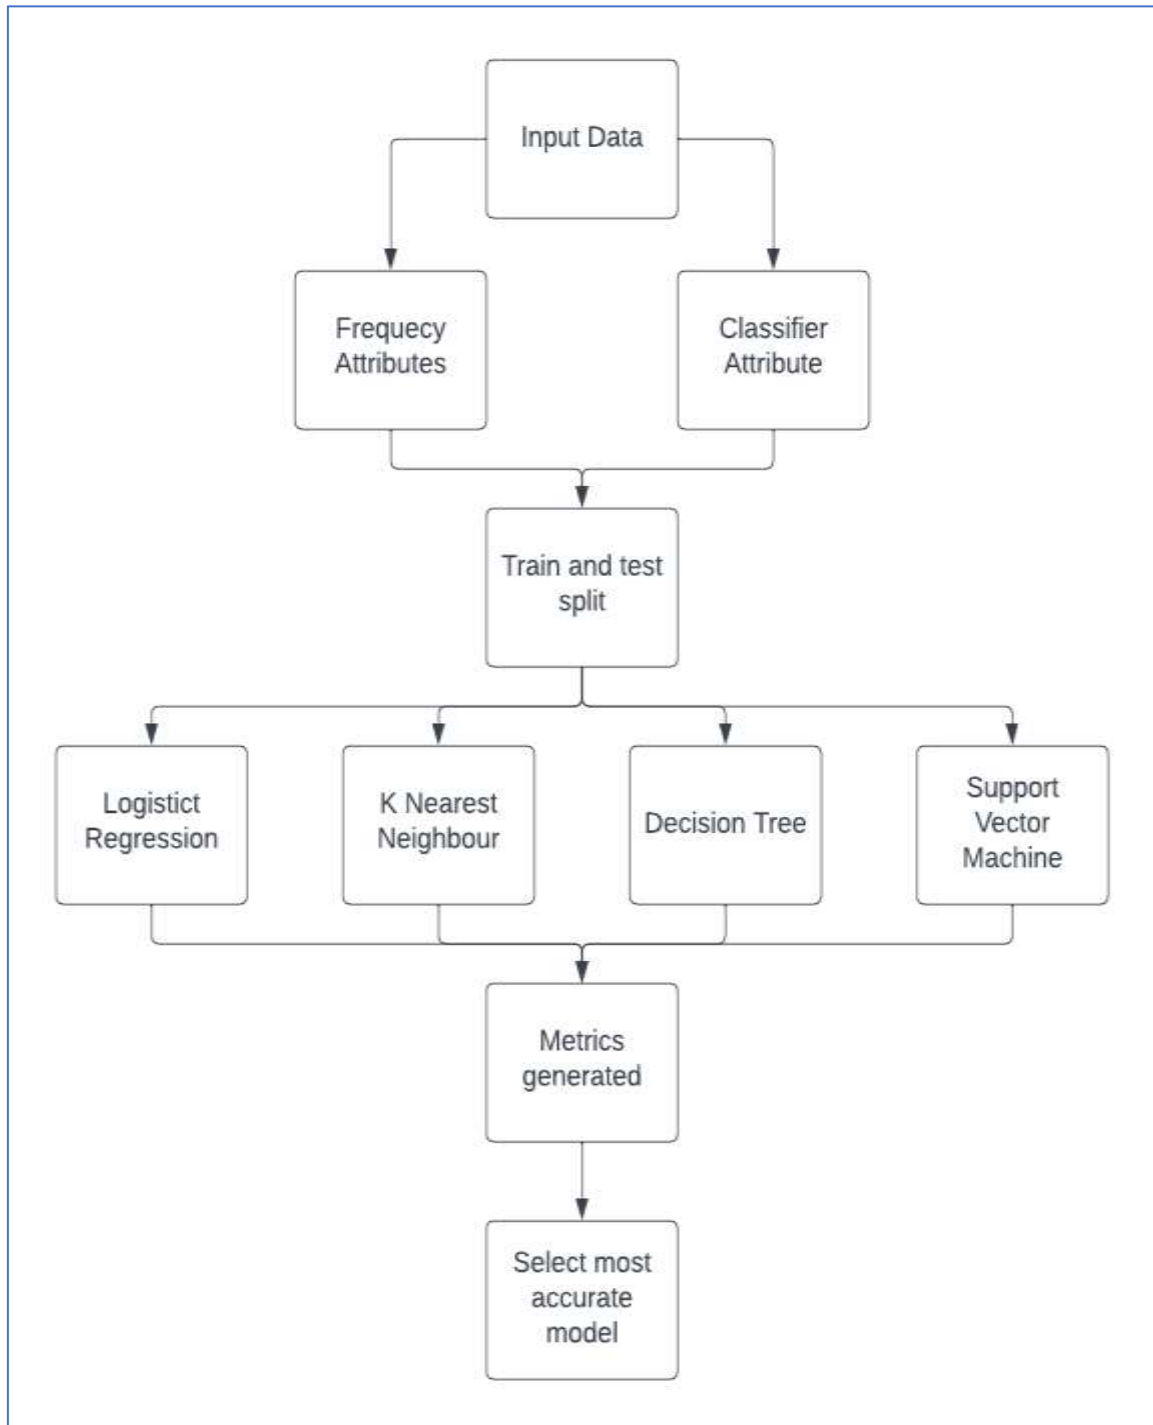 Input Data
Frequecy
Attributes
Classifier
Attribute
Train and test
split
Logistict
Regression
K Nearest
Neighbour
Decision Tree
Support
Vector
Machine
Metrics
generated
Select most
accurate
model